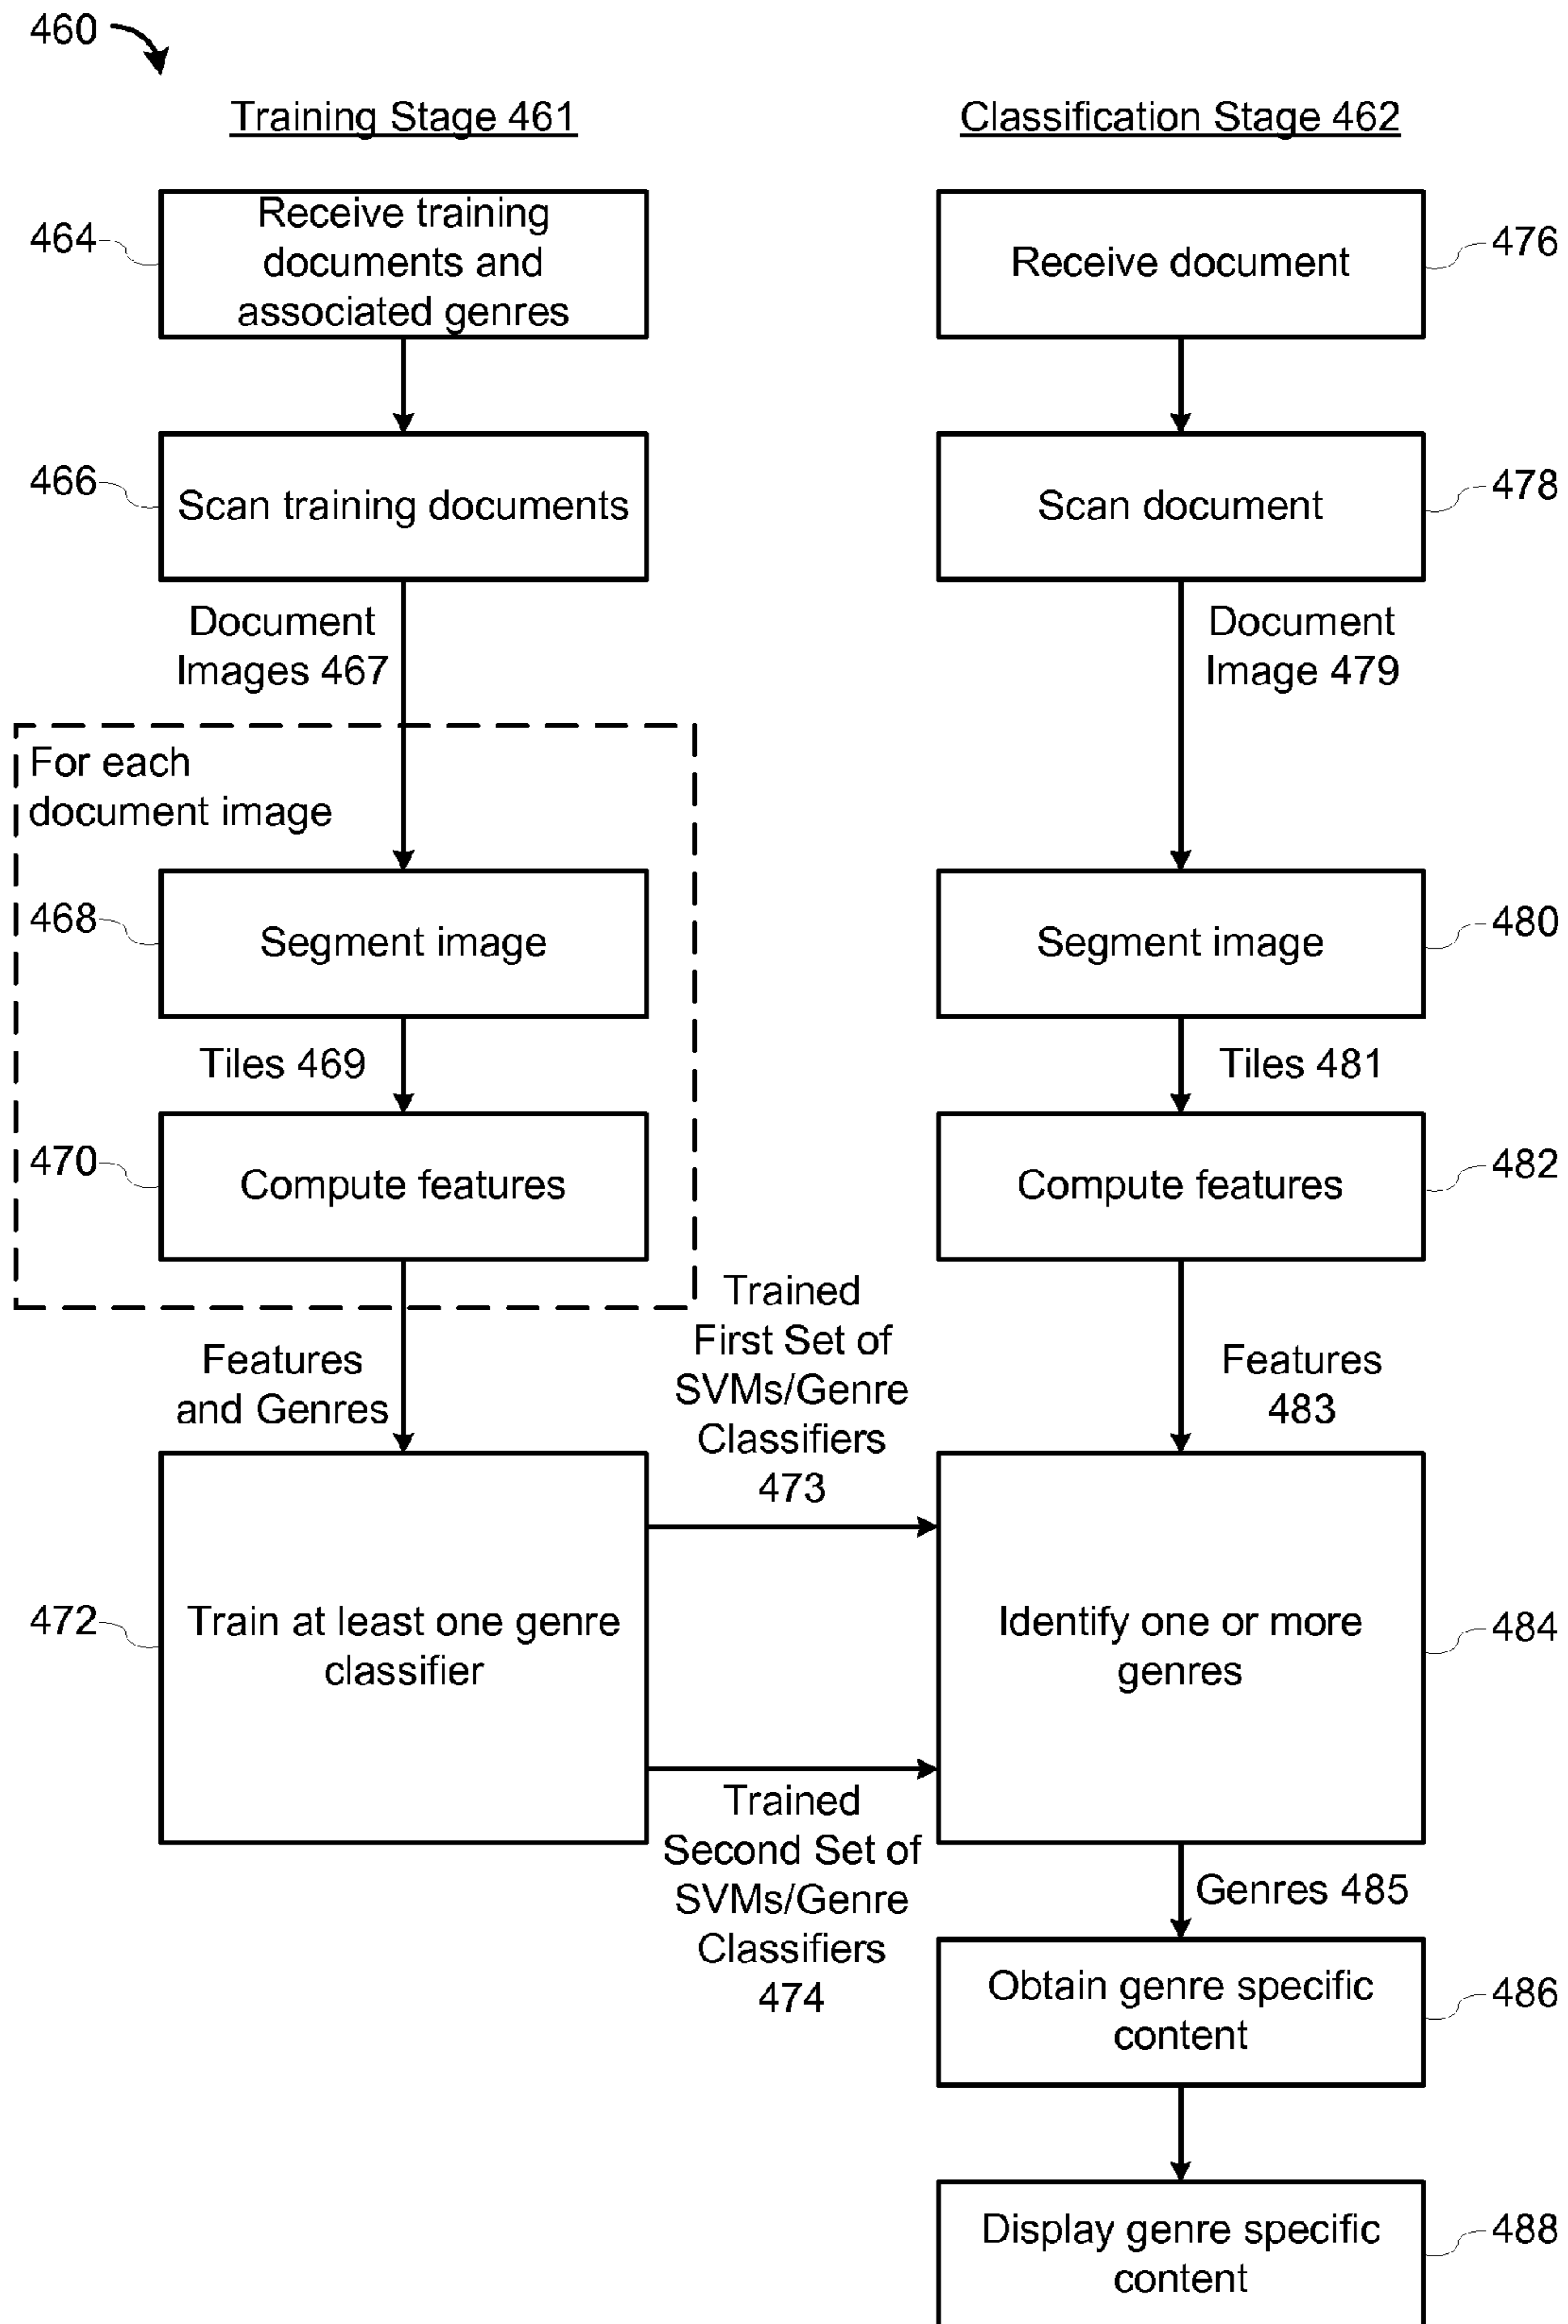 460
Training Stage 461
464
Receive training
documents and
associated genres
466
Scan training documents
Document
Images 467
For each
document image
468
Segment image
Tiles 469
470
Compute features
Features
and Genres
472
Train at least one genre
classifier
Trained
First Set of
SVMs/Genre
Classifiers
473
Trained
Second Set of
SVMs/Genre
Classifiers
474
Classification Stage 462
Receive document
476
Scan document
478
Document
Image 479
Segment image
480
Tiles 481
Compute features
482
Features
483
Identify one or more
genres
484
Genres 485
Obtain genre specific
content
486
Display genre specific
content
488